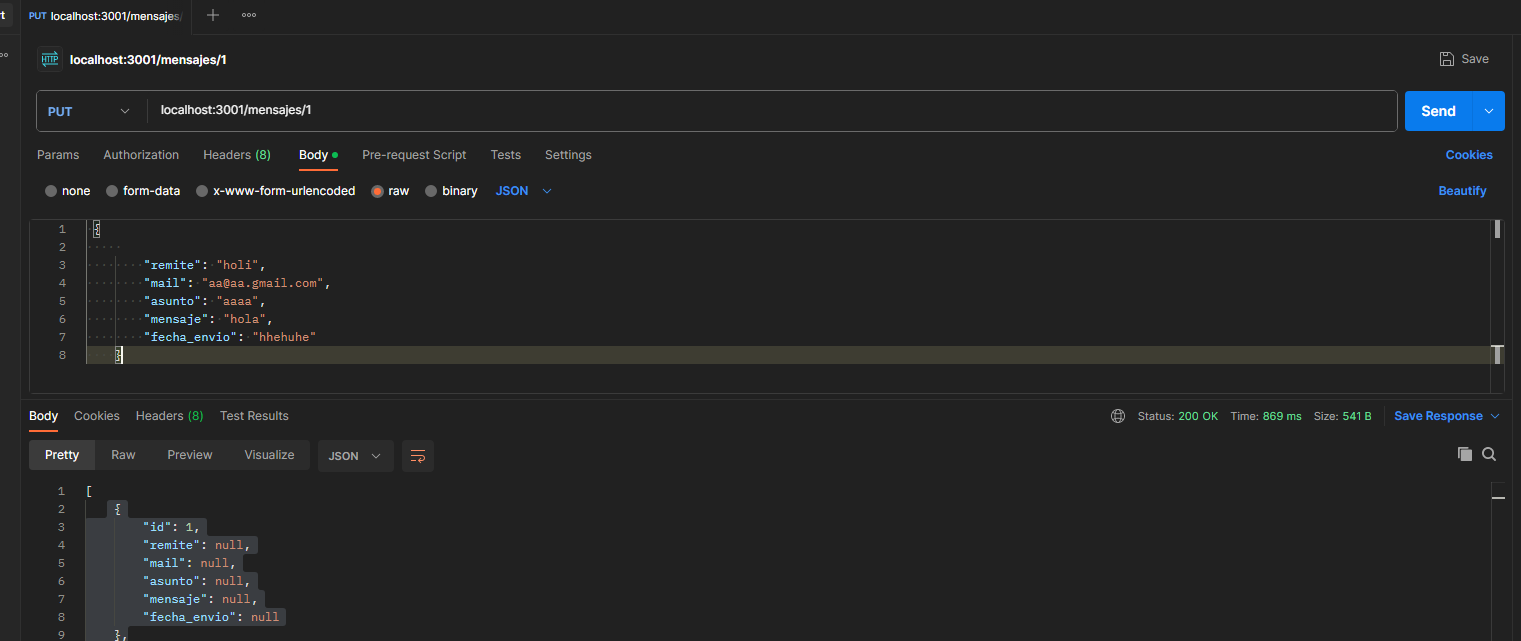 t PUT localhost:3001/mensajes/
localhost:3001/mensajes/1 Save
HTTP
PUT localhost:3001/mensajes/1 Send
Params Authorization Headers (8) Body Pre-request Script Tests Settings Cookies
none form-data x-www-form-urlencoded raw binary JSON Beautify
1 {
2
3 "remite": "holi",
4 "mail": "aa@aa.gmail.com",
5 "asunto": "aaaa",
6 "mensaje": "hola",
7 "fecha_envio": "hhehuhe"
8 }
Body Cookies Headers (8) Test Results Status: 200 OK Time: 869 ms Size: 541 B Save Response
Pretty Raw Preview Visualize JSON
1 [
2 {
3 "id": 1,
4 "remite": null,
5 "mail": null,
6 "asunto": null,
7 "mensaje": null,
8 "fecha_envio": null
9 },